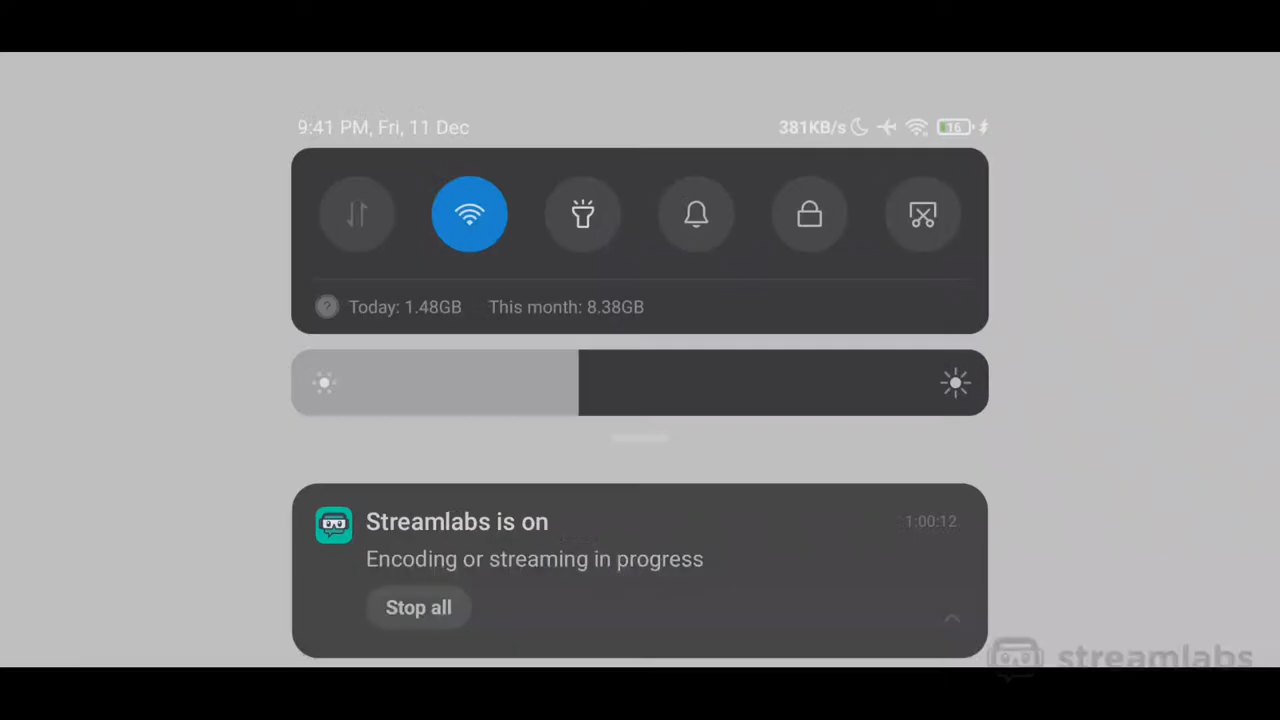 9:41 PM, Fri, 11 Dec 381KB/s 16
Today: 1.48GB This month: 8.38GB
Streamlabs is on 1:00:12
Encoding or streaming in progress
Stop all
streamlabs